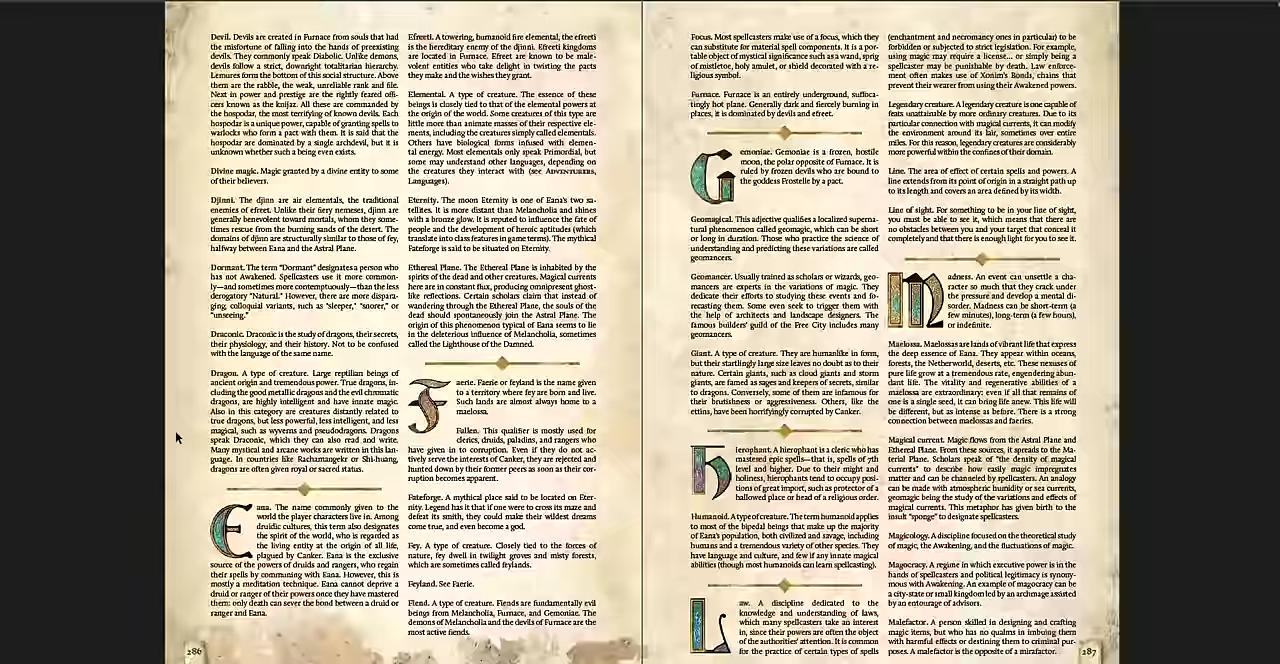 Devil. Devils are created in Furnace from souls that had
the misfortune of falling into the hands of preexisting
devils. They commonly speak Diabolic. Unlike demons,
devils follow a strict, downright totalitarian hierarchy.
Lemures form the bottom of this social structure. Above
them are the rabble, the weak, unreliable rank and file.
Next in power and prestige are the rightly feared offi-
cers known as the knijaz. All these are commanded by
the hospodar, the most terrifying of known devils. Each
hospodar is a unique power, capable of granting spells to
warlocks who form a pact with them. It is said that the
hospodar are dominated by a single archdevil, but it is
unknown whether such a being even exists.
Divine magic. Magic granted by a divine entity to some
of their believers.
Djinni. The djinn are air elementals, the traditional
enemies of efreet. Unlike their fiery nemeses, djinn are
generally benevolent toward mortals, whom they some-
times rescue from the burning sands of the desert. The
domains of djinn are structurally similar to those of fey,
halfway between Eana and the Astral Plane.
Dormant. The term "Dormant" designates a person who
has not Awakened. Spellcasters use it more common-
ly—and sometimes more contemptuously—than the less
derogatory "Natural." However, there are more dispara-
ging, colloquial variants, such as "sleeper," "snorer," or
"unseeing."
Draconic. Draconic is the study of dragons, their secrets,
their physiology, and their history. Not to be confused
with the language of the same name.
Dragon. A type of creature. Large reptilian beings of
ancient origin and tremendous power. True dragons, in-
cluding the good metallic dragons and the evil chromatic
dragons, are highly intelligent and have innate magic.
Also in this category are creatures distantly related to
true dragons, but less powerful, less intelligent, and less
magical, such as wyverns and pseudodragons. Dragons
speak Draconic, which they can also read and write.
Many mystical and arcane works are written in this lan-
guage. In countries like Rachamangekr or Shi-huang,
dragons are often given royal or sacred status.
Eana. The name commonly given to the
world the player characters live in. Among
druidic cultures, this term also designates
the spirit of the world, who is regarded as
the living entity at the origin of all life,
plagued by Canker. Eana is the exclusive
source of the powers of druids and rangers, who regain
their spells by communing with Eana. However, this is
mostly a meditation technique. Eana cannot deprive a
druid or ranger of their powers once they have mastered
them: only death can sever the bond between a druid or
ranger and Eana.
286
Efreeti. A towering, humanoid fire elemental, the efreeti
is the hereditary enemy of the djinni. Efreeti kingdoms
are located in Furnace. Efreet are known to be male-
volent entities who take delight in twisting the pacts
they make and the wishes they grant.
Elemental. A type of creature. The essence of these
beings is closely tied to that of the elemental powers at
the origin of the world. Some creatures of this type are
little more than animate masses of their respective ele-
ments, including the creatures simply called elementals.
Others have biological forms infused with elemen-
tal energy. Most elementals only speak Primordial, but
some may understand other languages, depending on
the creatures they interact with (see ADVENTURERS,
Languages).
Eternity. The moon Eternity is one of Eana's two sa-
tellites. It is more distant than Melancholia and shines
with a bronze glow. It is reputed to influence the fate of
people and the development of heroic aptitudes (which
translate into class features in game terms). The mythical
Fateforge is said to be situated on Eternity.
Ethereal Plane. The Ethereal Plane is inhabited by the
spirits of the dead and other creatures. Magical currents
here are in constant flux, producing omnipresent ghost-
like reflections. Certain scholars claim that instead of
wandering through the Ethereal Plane, the souls of the
dead should spontaneously join the Astral Plane. The
origin of this phenomenon typical of Eana seems to lie
in the deleterious influence of Melancholia, sometimes
called the Lighthouse of the Damned.
Faerie. Faerie or feyland is the name given
to a territory where fey are born and live.
Such lands are almost always home to a
maelossa.
Fallen. This qualifier is mostly used for
clerics, druids, paladins, and rangers who
have given in to corruption. Even if they do not ac-
tively serve the interests of Canker, they are rejected and
hunted down by their former peers as soon as their cor-
ruption becomes apparent.
Fateforge. A mythical place said to be located on Eter-
nity. Legend has it that if one were to cross its maze and
defeat its smith, they could make their wildest dreams
come true, and even become a god.
Fey. A type of creature. Closely tied to the forces of
nature, fey dwell in twilight groves and misty forests,
which are sometimes called feylands.
Feyland. See Faerie.
Fiend. A type of creature. Fiends are fundamentally evil
beings from Melancholia, Furnace, and Gemoniae. The
demons of Melancholia and the devils of Furnace are the
most active fiends.
Focus. Most spellcasters make use of a focus, which they
can substitute for material spell components. It is a por-
table object of mystical significance such as a wand, sprig
of mistletoe, holy amulet, or shield decorated with a re-
ligious symbol.
Furnace. Furnace is an entirely underground, suffoca-
tingly hot plane. Generally dark and fiercely burning in
places, it is dominated by devils and efreet.
Gemoniae. Gemoniae is a frozen, hostile
moon, the polar opposite of Furnace. It is
ruled by frozen devils who are bound to
the goddess Frostelle by a pact.
Geomagical. This adjective qualifies a localized superna-
tural phenomenon called geomagic, which can be short
or long in duration. Those who practice the science of
understanding and predicting these variations are called
geomancers.
Geomancer. Usually trained as scholars or wizards, geo-
mancers are experts in the variations of magic. They
dedicate their efforts to studying these events and fo-
recasting them. Some even seek to trigger them with
the help of architects and landscape designers. The
famous builders' guild of the Free City includes many
geomancers.
Giant. A type of creature. They are humanlike in form,
but their startlingly large size leaves no doubt as to their
nature. Certain giants, such as cloud giants and storm
giants, are famed as sages and keepers of secrets, similar
to dragons. Conversely, some of them are infamous for
their brutishness or aggressiveness. Others, like the
ettins, have been horrifyingly corrupted by Canker.
Hierophant. A hierophant is a cleric who has
mastered epic spells—that is, spells of 7th
level and higher. Due to their might and
holiness, hierophants tend to occupy posi-
tions of great import, such as protector of a
hallowed place or head of a religious order.
Humanoid. A type of creature. The term humanoid applies
to most of the bipedal beings that make up the majority
of Eana's population, both civilized and savage, including
humans and a tremendous variety of other species. They
have language and culture, and few if any innate magical
abilities (though most humanoids can learn spellcasting).
Law. A discipline dedicated to the
knowledge and understanding of laws,
which many spellcasters take an interest
in, since their powers are often the object
of the authorities' attention. It is common
for the practice of certain types of spells
(enchantment and necromancy ones in particular) to be
forbidden or subjected to strict legislation. For example,
using magic may require a license... or simply being a
spellcaster may be punishable by death. Law enforce-
ment often makes use of Xonim's Bonds, chains that
prevent their wearer from using their Awakened powers.
Legendary creature. A legendary creature is one capable of
feats unattainable by more ordinary creatures. Due to its
particular connection with magical currents, it can modify
the environment around its lair, sometimes over entire
miles. For this reason, legendary creatures are considerably
more powerful within the confines of their domain.
Line. The area of effect of certain spells and powers. A
line extends from its point of origin in a straight path up
to its length and covers an area defined by its width.
Line of sight. For something to be in your line of sight,
you must be able to see it, which means that there are
no obstacles between you and your target that conceal it
completely and that there is enough light for you to see it.
Madness. An event can unsettle a cha-
racter so much that they crack under
the pressure and develop a mental di-
sorder. Madness can be short-term (a
few minutes), long-term (a few hours),
or indefinite.
Maelossa. Maelossas are lands of vibrant life that express
the deep essence of Eana. They appear within oceans,
forests, the Netherworld, deserts, etc. These nexuses of
pure life grow at a tremendous rate, engendering abun-
dant life. The vitality and regenerative abilities of a
maelossa are extraordinary: even if all that remains of
one is a single seed, it can bring life anew. This life will
be different, but as intense as before. There is a strong
connection between maelossas and faeries.
Magical current. Magic flows from the Astral Plane and
Ethereal Plane. From these sources, it spreads to the Ma-
terial Plane. Scholars speak of "the density of magical
currents" to describe how easily magic impregnates
matter and can be channeled by spellcasters. An analogy
can be made with atmospheric humidity or sea currents,
geomagic being the study of the variations and effects of
magical currents. This metaphor has given birth to the
insult "sponge" to designate spellcasters.
Magicology. A discipline focused on the theoretical study
of magic, the Awakening, and the fluctuations of magic.
Magocracy. A regime in which executive power is in the
hands of spellcasters and political legitimacy is synony-
mous with Awakening. An example of magocracy can be
a city-state or small kingdom led by an archmage assisted
by an entourage of advisors.
Malefactor. A person skilled in designing and crafting
magic items, but who has no qualms in imbuing them
with harmful effects or destining them to criminal pur-
poses. A malefactor is the opposite of a mirafactor.
287